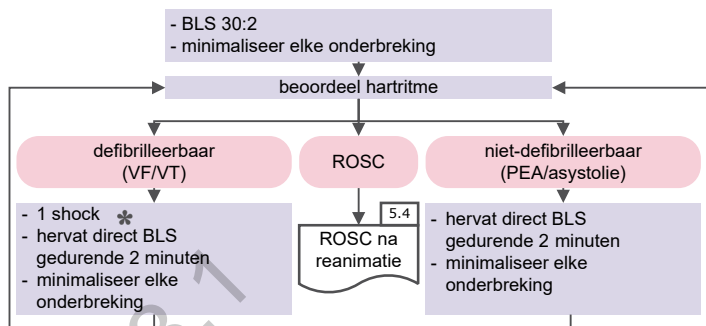 - BLS 30:2
- minimaliseer elke onderbreking
beoordeel hartritme
defibrilleerbaar
(VF/VT)
ROSC
niet-defibrilleerbaar
(PEA/asystolie)
- 1 shock *
- hervat direct BLS
gedurende 2 minuten
- minimaliseer elke
onderbreking
5.4
ROSC na
reanimatie
- hervat direct BLS
gedurende 2 minuten
- minimaliseer elke
onderbreking